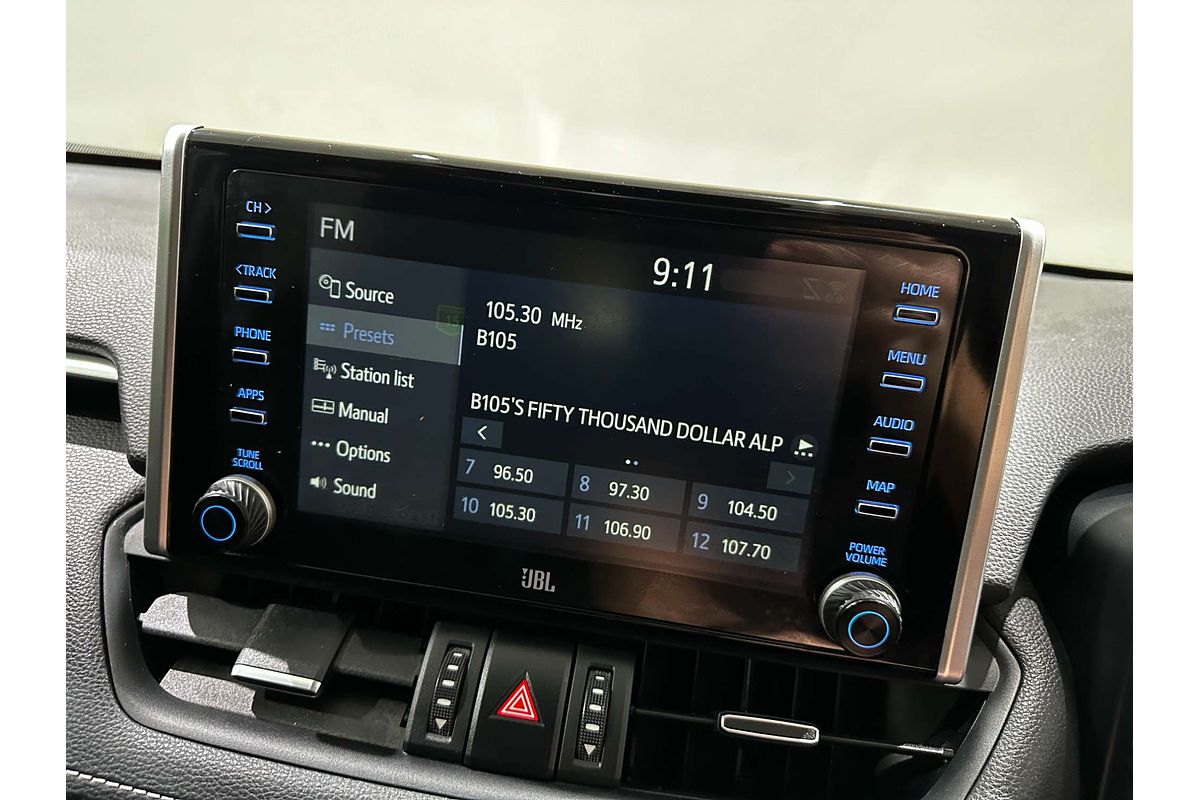 CH>
<TRACK
PHONE
APPS
TUNE
SCROLL
FM
9:11
Source
Presets
15
Station list
Manual
Options
Sound
105.30 MHz
B105
B105'S FIFTY THOUSAND DOLLAR ALP
<
>
7 96.50
8 97.30
9 104.50
10 105.30
11 106.90
12 107.70
JBL
HOME
MENU
AUDIO
MAP
POWER
VOLUME